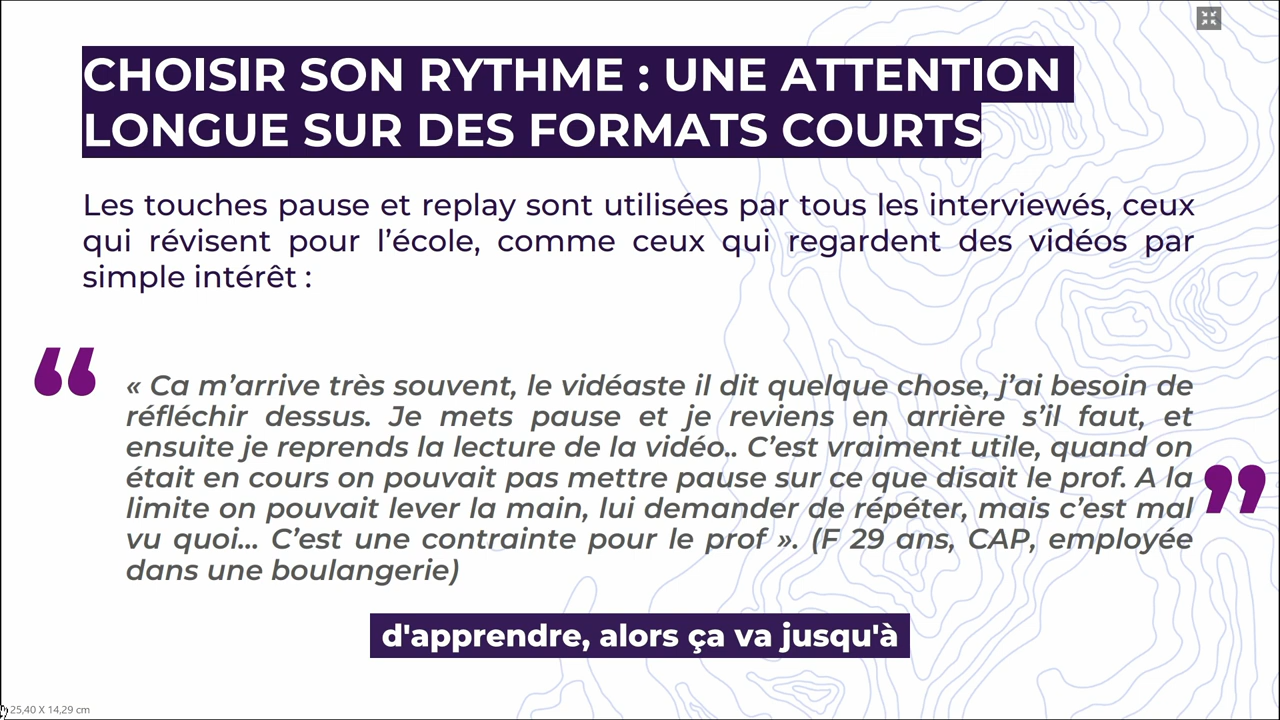 CHOISIR SON RYTHME : UNE ATTENTION
LONGUE SUR DES FORMATS COURTS
Les touches pause et replay sont utilisées par tous les interviewés, ceux
qui révisent pour l’école, comme ceux qui regardent des vidéos par
simple intérêt :
“
« Ca m’arrive très souvent, le vidéaste il dit quelque chose, j’ai besoin de
réfléchir dessus. Je mets pause et je reviens en arrière s’il faut, et
ensuite je reprends la lecture de la vidéo.. C’est vraiment utile, quand on
était en cours on pouvait pas mettre pause sur ce que disait le prof. A la
limite on pouvait lever la main, lui demander de répéter, mais c’est mal
vu quoi… C’est une contrainte pour le prof ». (F 29 ans, CAP, employée
dans une boulangerie)
”
d'apprendre, alors ça va jusqu'à
25,40 X 14,29 cm